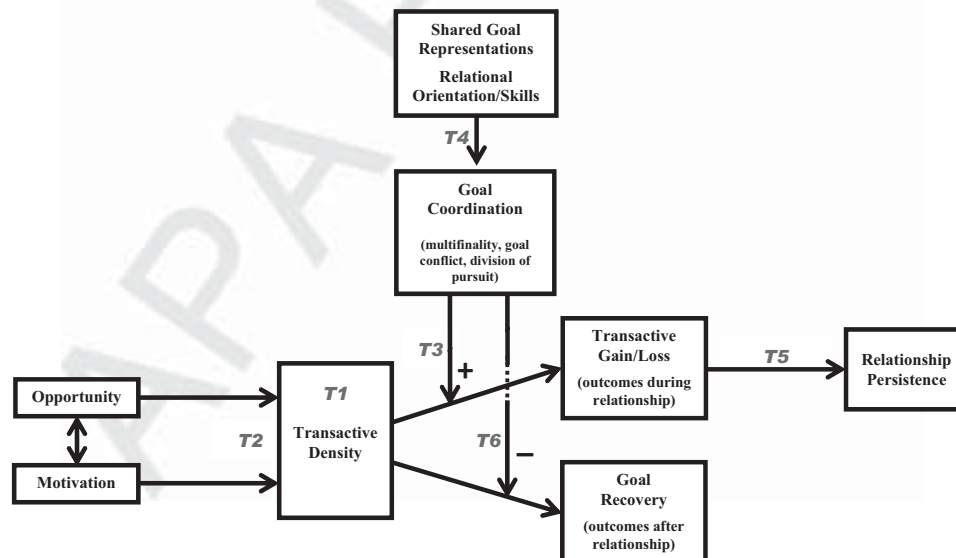 Shared Goal
Representations
Relational
Orientation/Skills
T4
Goal
Coordination
(multifinality, goal
conflict, division of
pursuit)
T3
+
Transactive
Gain/Loss
(outcomes during
relationship)
T5
Relationship
Persistence
Opportunity
Motivation
T2
T1
Transactive
Density
T6
–
Goal
Recovery
(outcomes after
relationship)